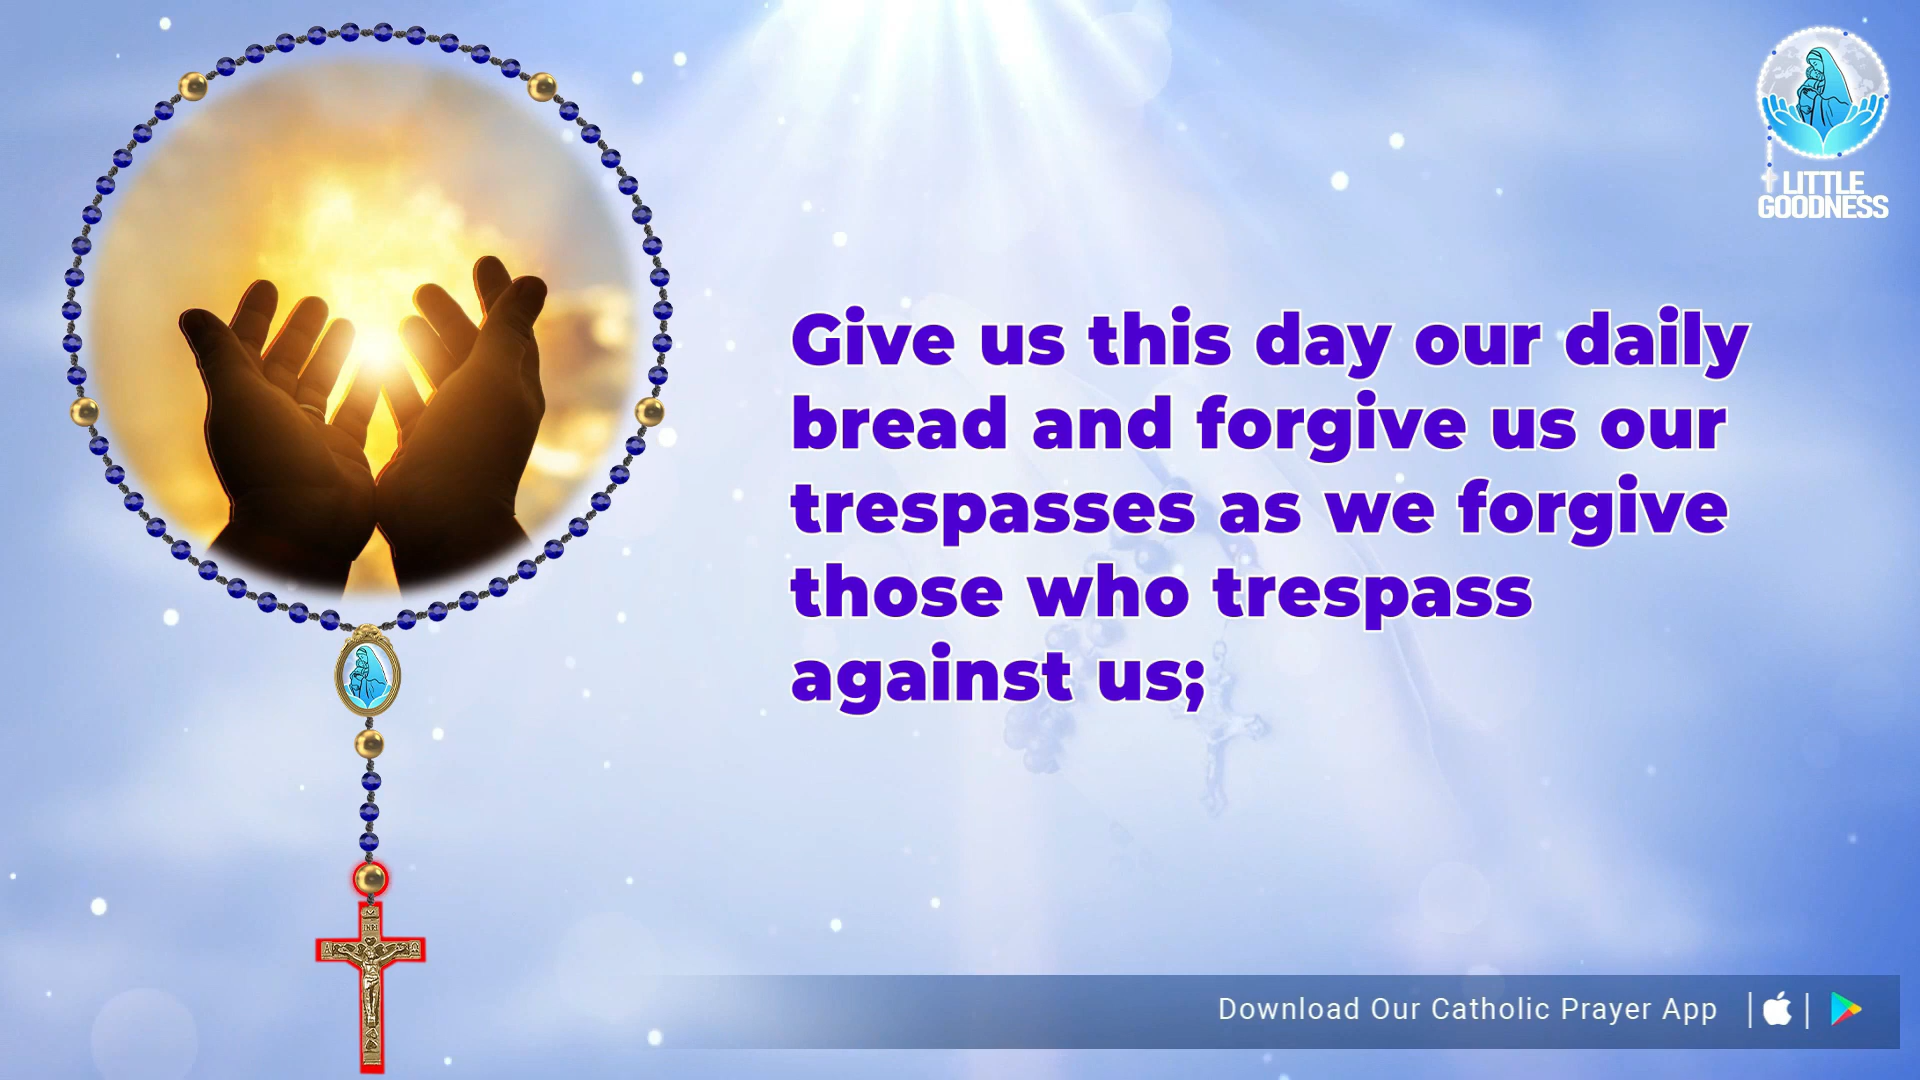 LITTLE
GOODNESS
Give us this day our daily
bread and forgive us our
trespasses as we forgive
those who trespass
against us;
INRI
Download Our Catholic Prayer App